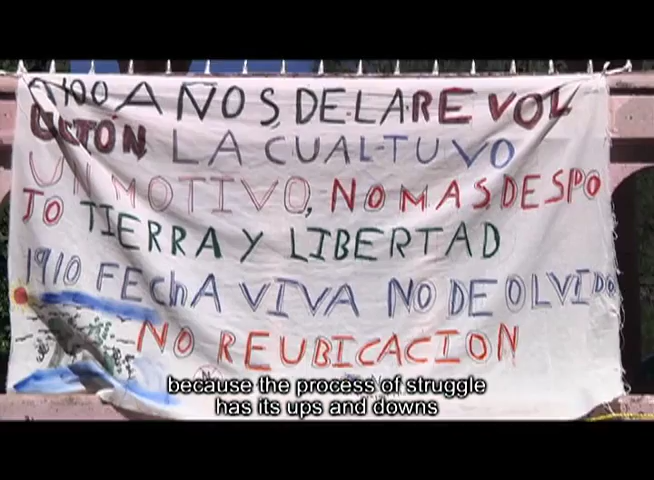 A 100 AÑOS DE LA REVOL
UCIÓN LA CUAL TUVO
UN MOTIVO, NO MAS DESPO
JO TIERRA Y LIBERTAD
1910 FECHA VIVA NO DE OLVIDO
NO REUBICACION
because the process of struggle
has its ups and downs